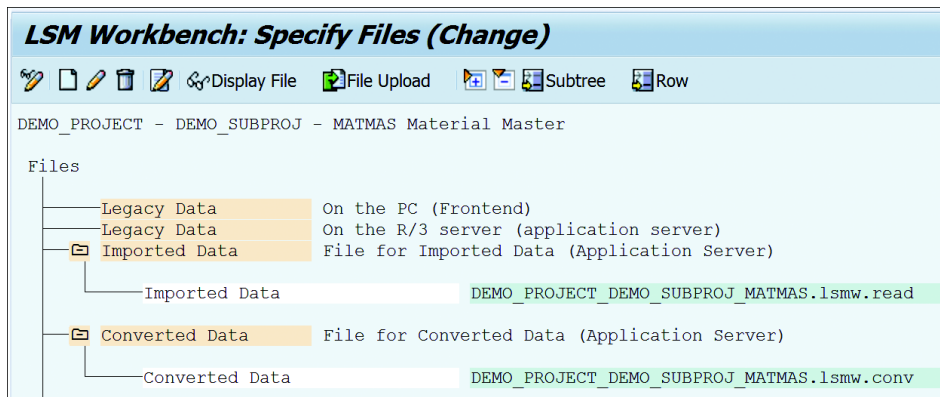 LSM Workbench: Specify Files (Change)
Display File File Upload Subtree Row
DEMO_PROJECT - DEMO_SUBPROJ - MATMAS Material Master
Files
Legacy Data On the PC (Frontend)
Legacy Data On the R/3 server (application server)
Imported Data File for Imported Data (Application Server)
Imported Data DEMO_PROJECT_DEMO_SUBPROJ_MATMAS.lsmw.read
Converted Data File for Converted Data (Application Server)
Converted Data DEMO_PROJECT_DEMO_SUBPROJ_MATMAS.lsmw.conv